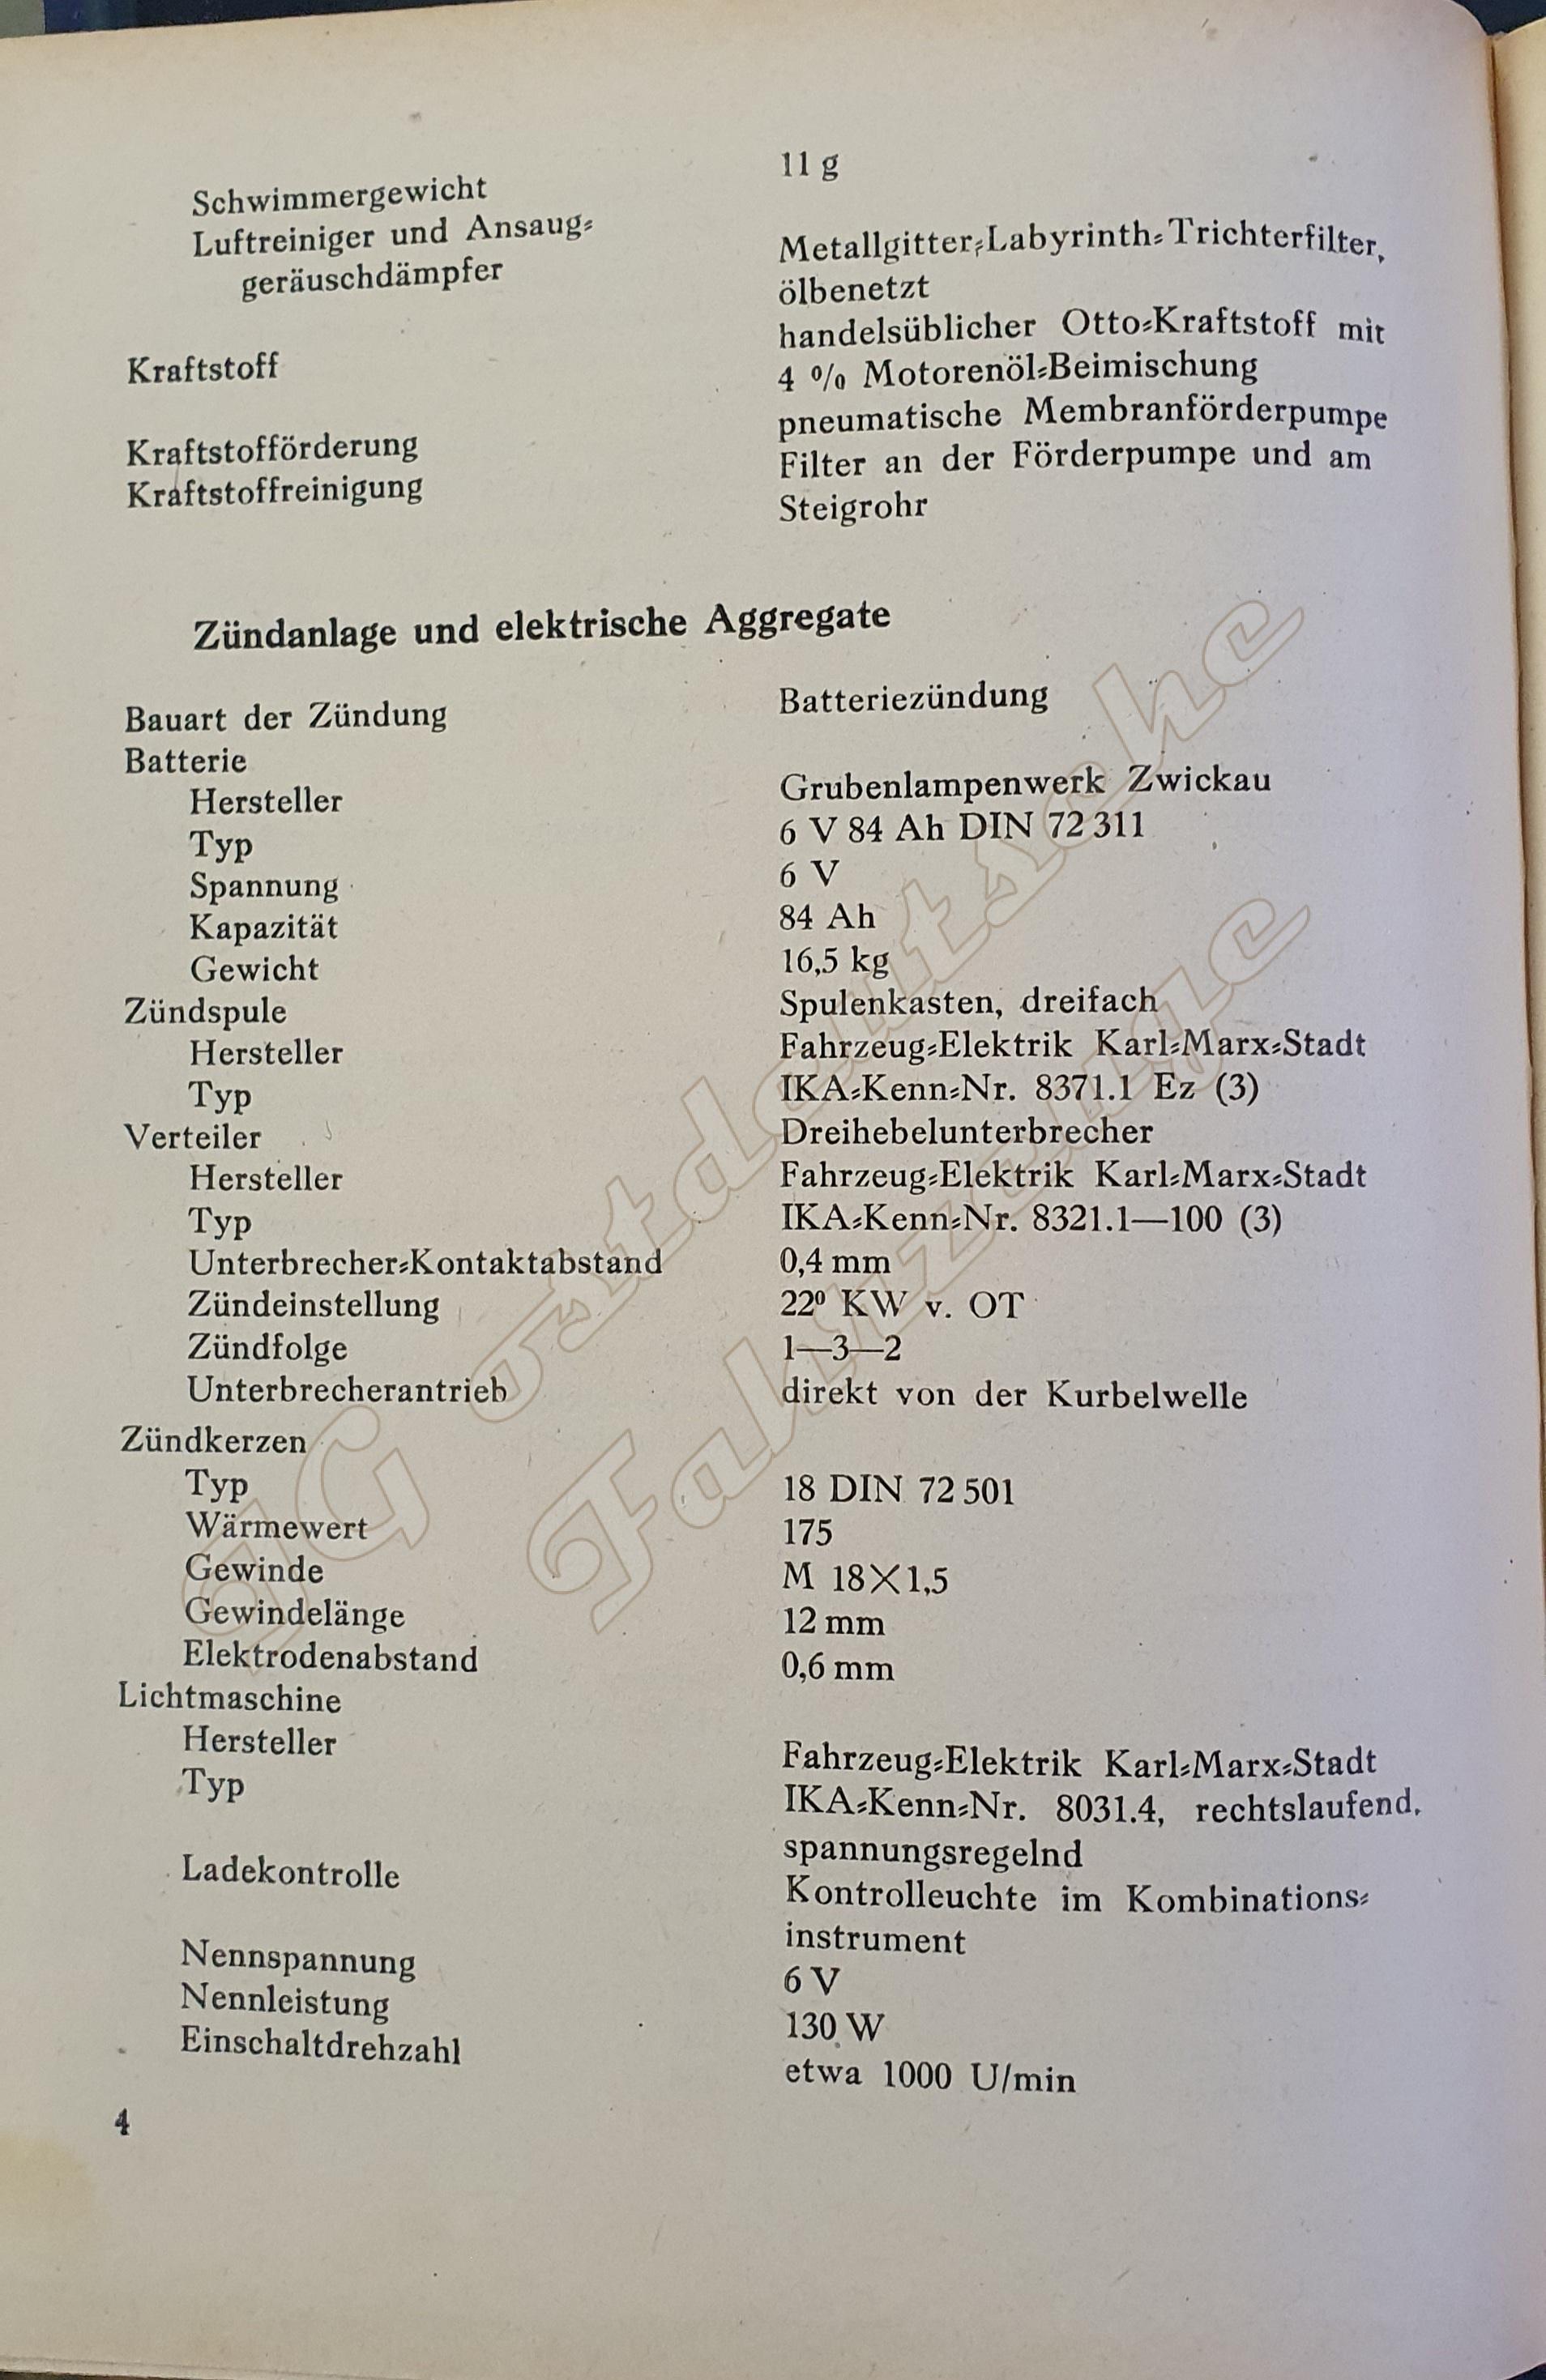 Schwimmergewicht 11 g
Luftreiniger und Ansaug-
geräuschdämpfer Metallgitter-Labyrinth-Trichterfilter,
ölbenetzt
Kraftstoff handelsüblicher Otto-Kraftstoff mit
4 % Motorenöl-Beimischung
Kraftstofförderung pneumatische Membranförderpumpe
Kraftstoffreinigung Filter an der Förderpumpe und am
Steigrohr
Zündanlage und elektrische Aggregate
Bauart der Zündung Batteriezündung
Batterie
Hersteller Grubenlampenwerk Zwickau
Typ 6 V 84 Ah DIN 72 311
Spannung 6 V
Kapazität 84 Ah
Gewicht 16,5 kg
Zündspule Spulenkasten, dreifach
Hersteller Fahrzeug-Elektrik Karl-Marx-Stadt
Typ IKA-Kenn-Nr. 8371.1 Ez (3)
Verteiler Dreihebelunterbrecher
Hersteller Fahrzeug-Elektrik Karl-Marx-Stadt
Typ IKA-Kenn-Nr. 8321.1—100 (3)
Unterbrecher-Kontaktabstand 0,4 mm
Zündeinstellung 22⁰ KW v. OT
Zündfolge 1—3—2
Unterbrecherantrieb direkt von der Kurbelwelle
Zündkerzen
Typ 18 DIN 72 501
Wärmewert 175
Gewinde M 18×1,5
Gewindelänge 12 mm
Elektrodenabstand 0,6 mm
Lichtmaschine
Hersteller Fahrzeug-Elektrik Karl-Marx-Stadt
Typ IKA-Kenn-Nr. 8031.4, rechtslaufend,
spannungsregelnd
Ladekontrolle Kontrolleuchte im Kombinations-
instrument
Nennspannung 6 V
Nennleistung 130 W
Einschaltdrehzahl etwa 1000 U/min
4
IG ostdeutsche
Fahrzeuge